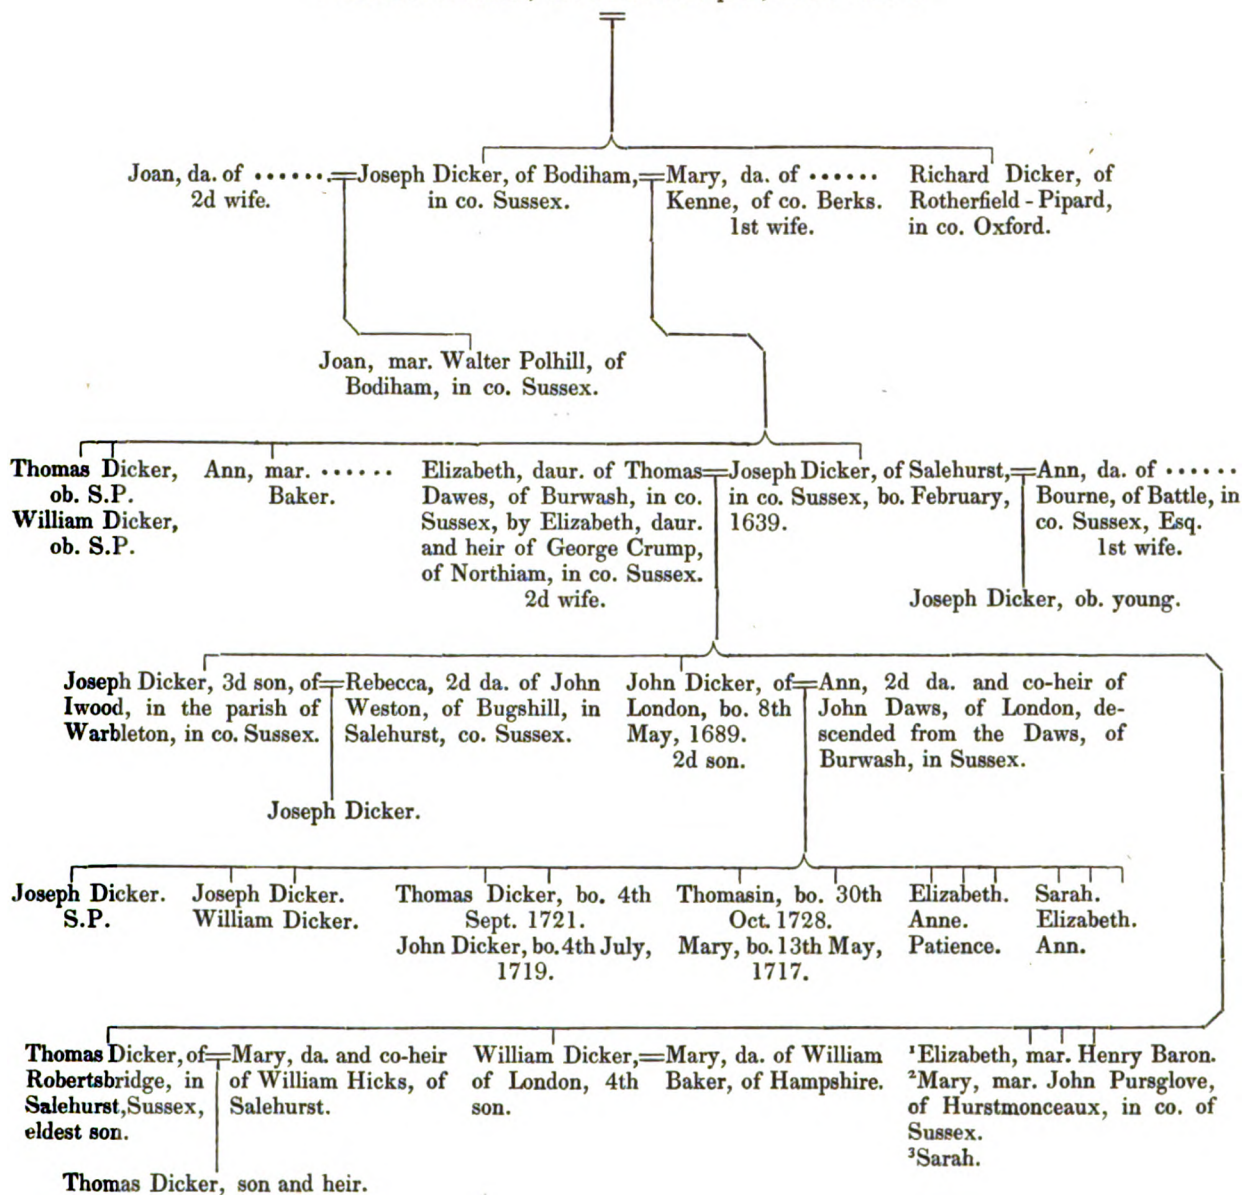 Joan, da. of ······
2d wife.
Joseph Dicker, of Bodiham,
in co. Sussex.
Mary, da. of ······
Kenne, of co. Berks.
1st wife.
Richard Dicker, of
Rotherfield - Pipard,
in co. Oxford.
Joan, mar. Walter Polhill, of
Bodiham, in co. Sussex.
Thomas Dicker,
ob. S.P.
William Dicker,
ob. S.P.
Ann, mar. ······
Baker.
Elizabeth, daur. of Thomas
Dawes, of Burwash, in co.
Sussex, by Elizabeth, daur.
and heir of George Crump,
of Northiam, in co. Sussex.
2d wife.
Joseph Dicker, of Salehurst,
in co. Sussex, bo. February,
1639.
Ann, da. of ······
Bourne, of Battle, in
co. Sussex, Esq.
1st wife.
Joseph Dicker, ob. young.
Joseph Dicker, 3d son, of
Iwood, in the parish of
Warbleton, in co. Sussex.
Rebecca, 2d da. of John
Weston, of Bugshill, in
Salehurst, co. Sussex.
John Dicker, of
London, bo. 8th
May, 1689.
2d son.
Ann, 2d da. and co-heir of
John Daws, of London, de-
scended from the Daws, of
Burwash, in Sussex.
Joseph Dicker.
Joseph Dicker.
S.P.
Joseph Dicker.
William Dicker.
Thomas Dicker, bo. 4th
Sept. 1721.
John Dicker, bo. 4th July,
1719.
Thomasin, bo. 30th
Oct. 1728.
Mary, bo. 13th May,
1717.
Elizabeth.
Anne.
Patience.
Sarah.
Elizabeth.
Ann.
Thomas Dicker, of
Robertsbridge, in
Salehurst, Sussex,
eldest son.
Mary, da. and co-heir
of William Hicks, of
Salehurst.
William Dicker,
of London, 4th
son.
Mary, da. of William
Baker, of Hampshire.
¹Elizabeth, mar. Henry Baron.
²Mary, mar. John Pursglove,
of Hurstmonceaux, in co. of
Sussex.
³Sarah.
Thomas Dicker, son and heir.